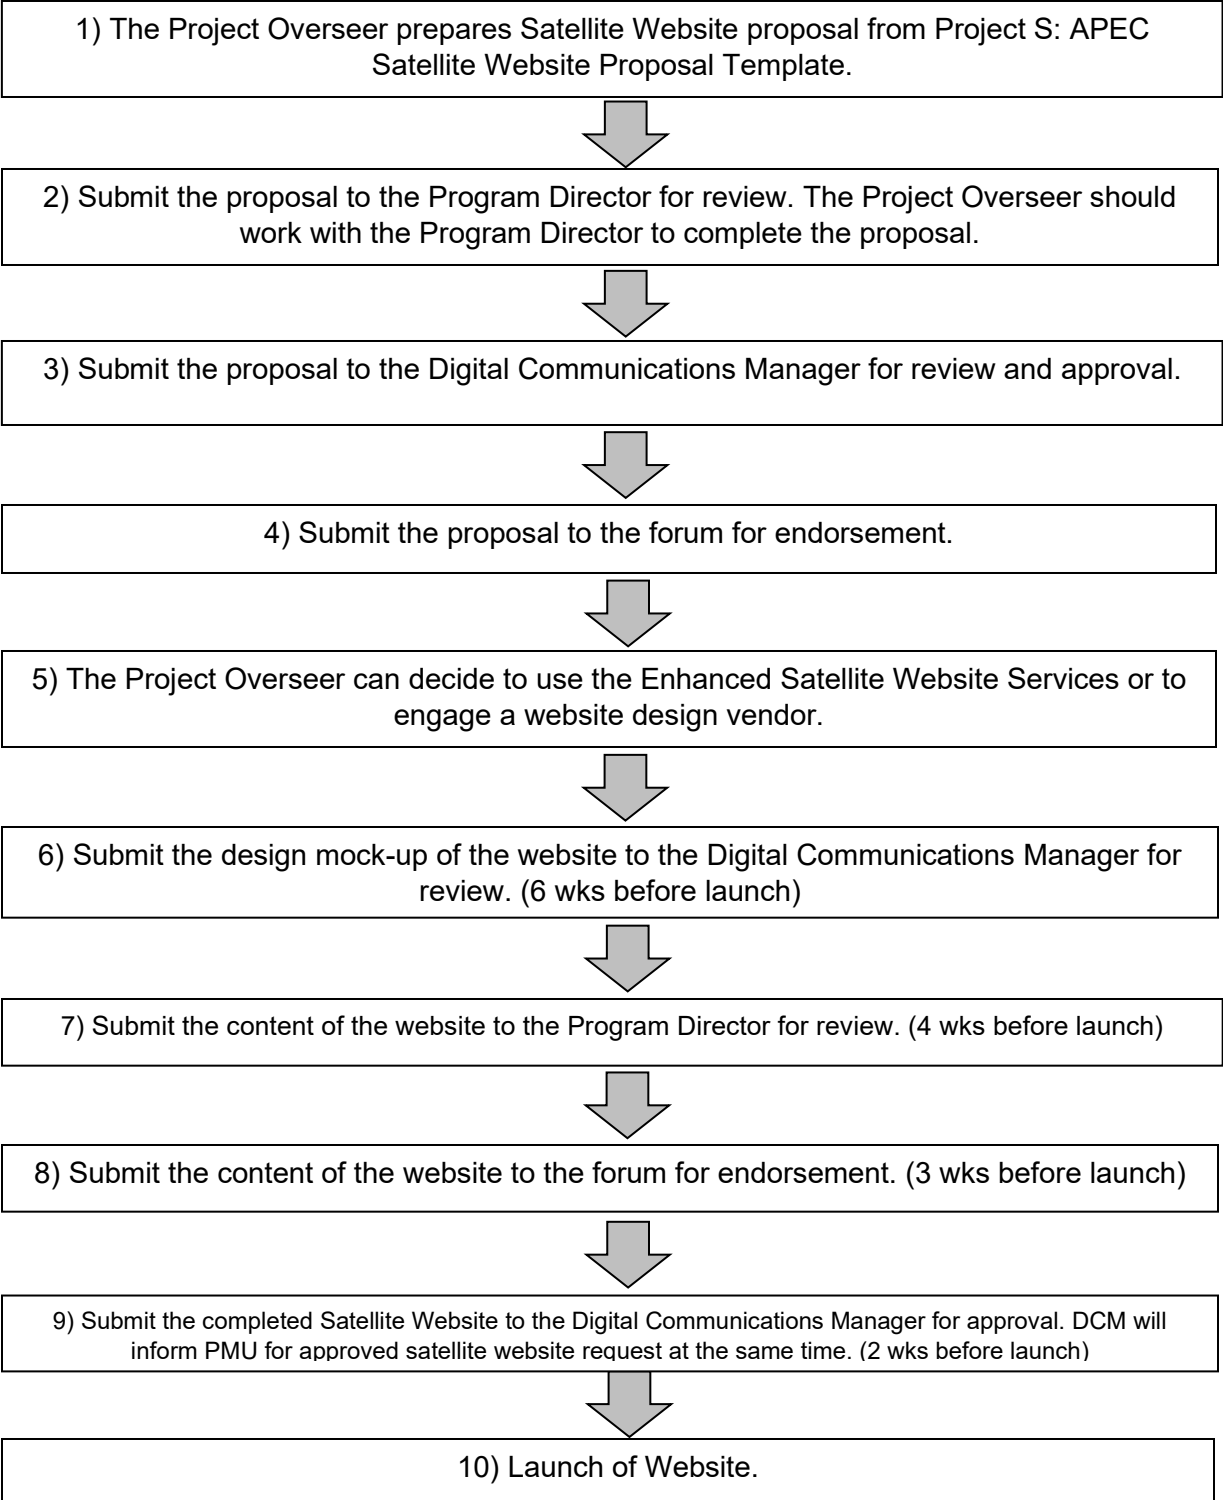 1) The Project Overseer prepares Satellite Website proposal from Project S: APEC
Satellite Website Proposal Template.
2) Submit the proposal to the Program Director for review. The Project Overseer should
work with the Program Director to complete the proposal.
3) Submit the proposal to the Digital Communications Manager for review and approval.
4) Submit the proposal to the forum for endorsement.
5) The Project Overseer can decide to use the Enhanced Satellite Website Services or to
engage a website design vendor.
6) Submit the design mock-up of the website to the Digital Communications Manager for
review. (6 wks before launch)
7) Submit the content of the website to the Program Director for review. (4 wks before launch)
8) Submit the content of the website to the forum for endorsement. (3 wks before launch)
9) Submit the completed Satellite Website to the Digital Communications Manager for approval. DCM will
inform PMU for approved satellite website request at the same time. (2 wks before launch)
10) Launch of Website.